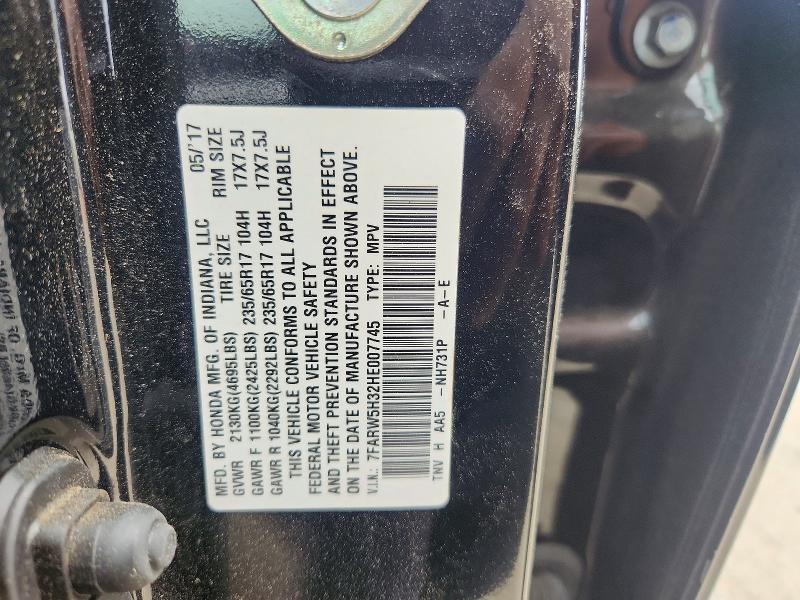 MFD. BY HONDA MFG. OF INDIANA, LLC 05/'17
GVWR 2130KG(4695LBS) TIRE SIZE RIM SIZE
GAWR F 1100KG(2425LBS) 235/65R17 104H 17X7.5J
GAWR R 1040KG(2292LBS) 235/65R17 104H 17X7.5J
THIS VEHICLE CONFORMS TO ALL APPLICABLE
FEDERAL MOTOR VEHICLE SAFETY
AND THEFT PREVENTION STANDARDS IN EFFECT
ON THE DATE OF MANUFACTURE SHOWN ABOVE.
V.I.N.: 7FARW5H32HE007745 TYPE: MPV
TNV H AA5 -NH731P -A-E